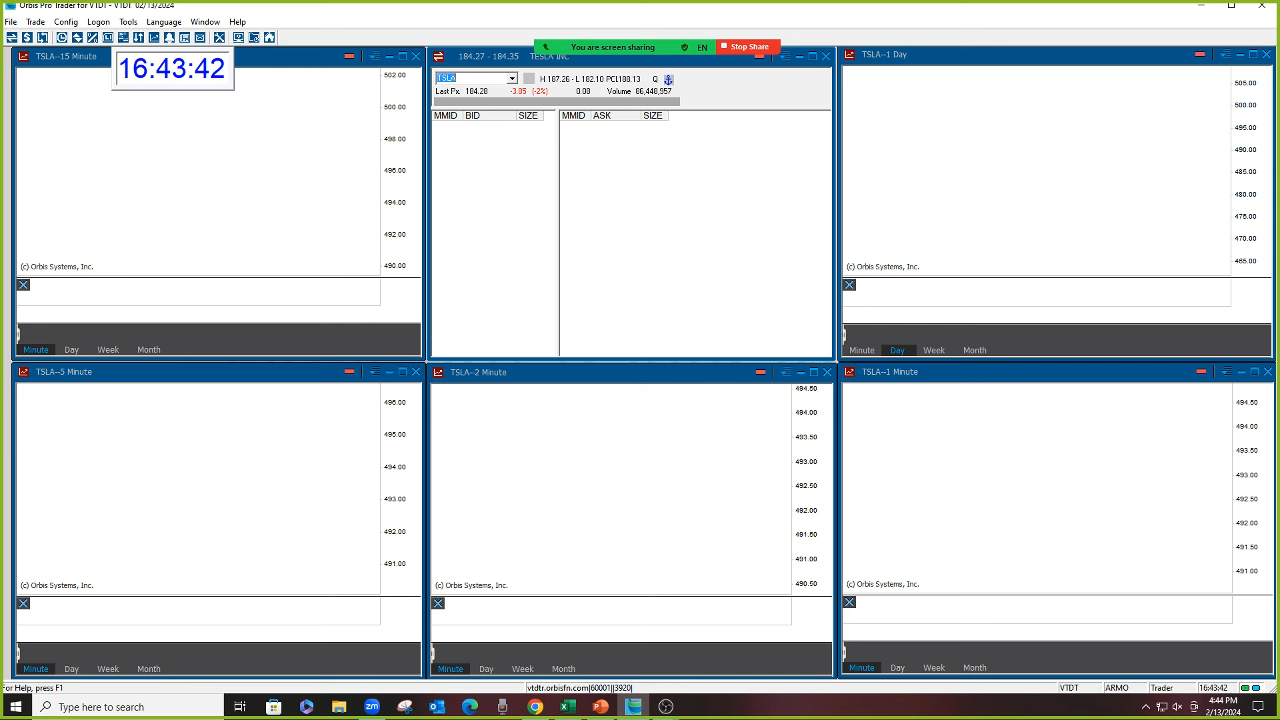 Orbis Pro Trader for VTDT - VTDT 02/13/2024
File Trade Config Logon Tools Language Window Help
You are screen sharing EN Stop Share
TSLA--15 Minute
16:43:42
502.00
500.00
498.00
496.00
494.00
492.00
490.00
(c) Orbis Systems, Inc.
Minute Day Week Month
184.27 - 184.35 TESLA INC
TSLA H 187.26 - L 182.10 PCL188.13 Q
Last Px. 184.28 -3.85 (-2%) 0.08 Volume 86,448,957
MMID BID SIZE MMID ASK SIZE
TSLA--1 Day
505.00
500.00
495.00
490.00
485.00
480.00
475.00
470.00
465.00
(c) Orbis Systems, Inc.
Minute Day Week Month
TSLA--5 Minute
496.00
495.00
494.00
493.00
492.00
491.00
(c) Orbis Systems, Inc.
Minute Day Week Month
TSLA--2 Minute
494.50
494.00
493.50
493.00
492.50
492.00
491.50
491.00
490.50
(c) Orbis Systems, Inc.
Minute Day Week Month
TSLA--1 Minute
494.50
494.00
493.50
493.00
492.50
492.00
491.50
491.00
(c) Orbis Systems, Inc.
Minute Day Week Month
For Help, press F1 vtdtr.orbisfn.com|60001||3920| VTDT ARMO Trader 16:43:42
Type here to search
4:44 PM
2/13/2024